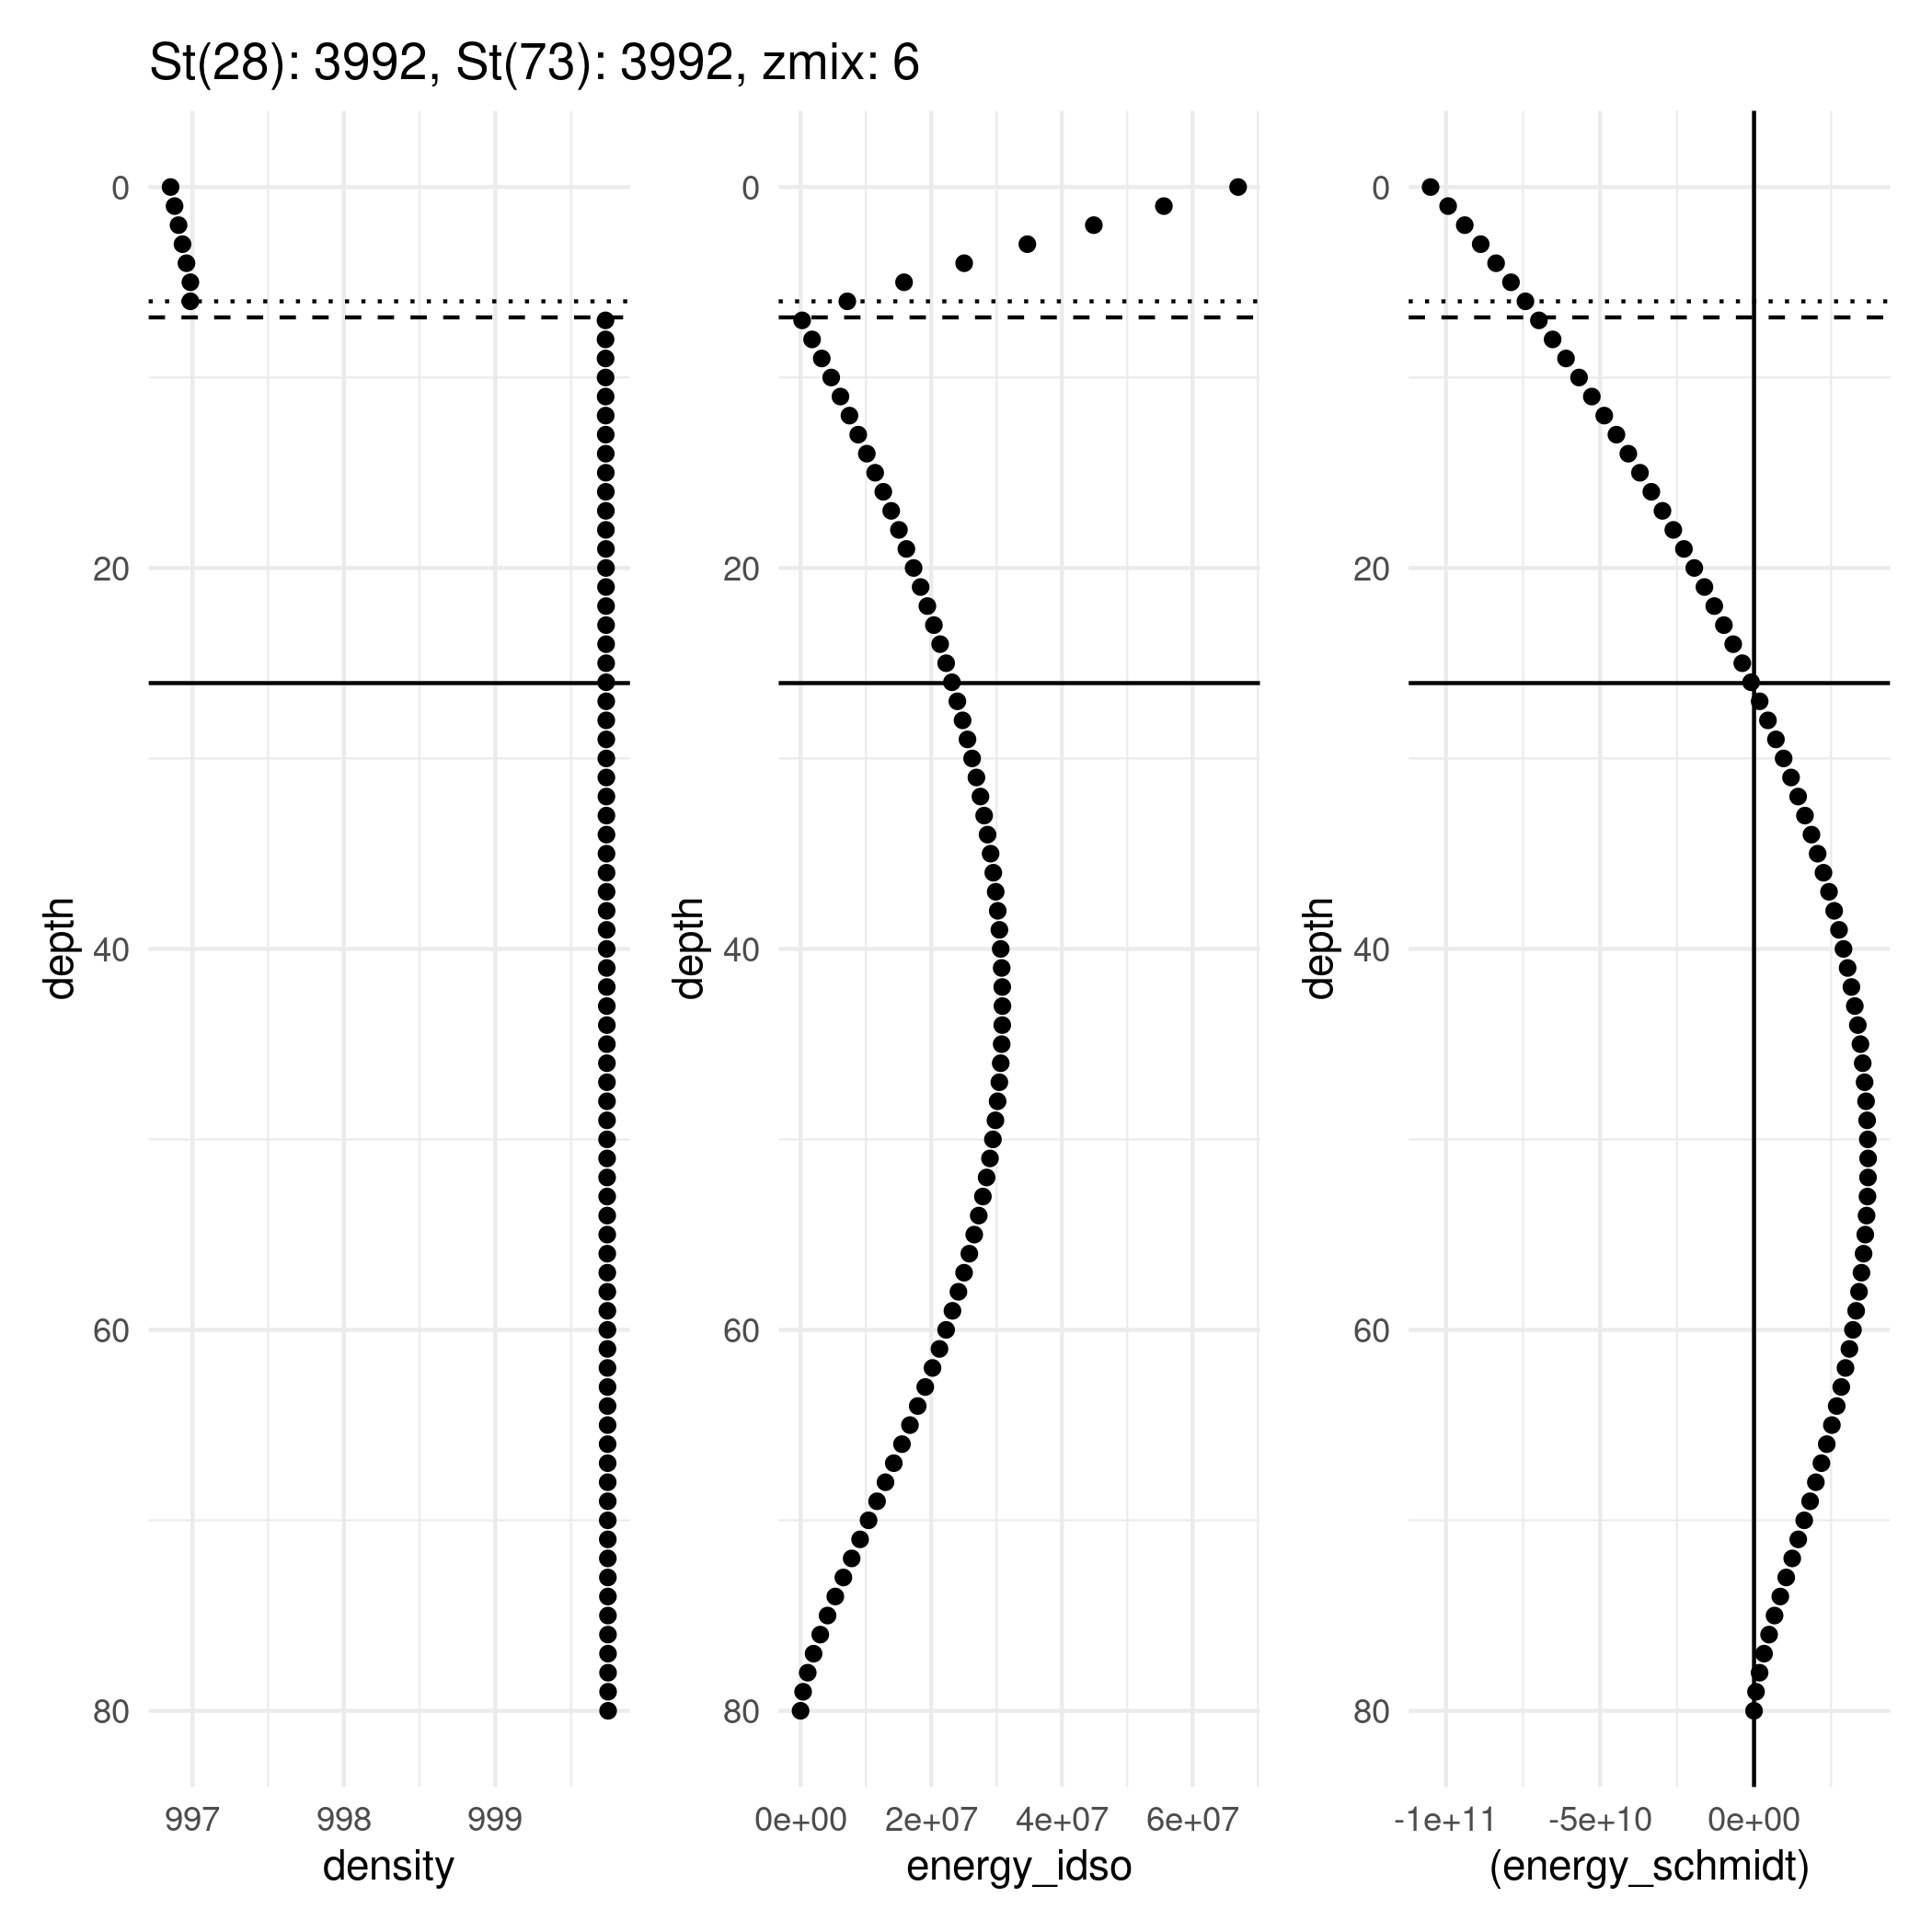 St(28): 3992, St(73): 3992, zmix: 6
depth
0
20
40
60
80
997 998 999
density
depth
0
20
40
60
80
0e+00 2e+07 4e+07 6e+07
energy_idso
depth
0
20
40
60
80
-1e+11 -5e+10 0e+00
(energy_schmidt)